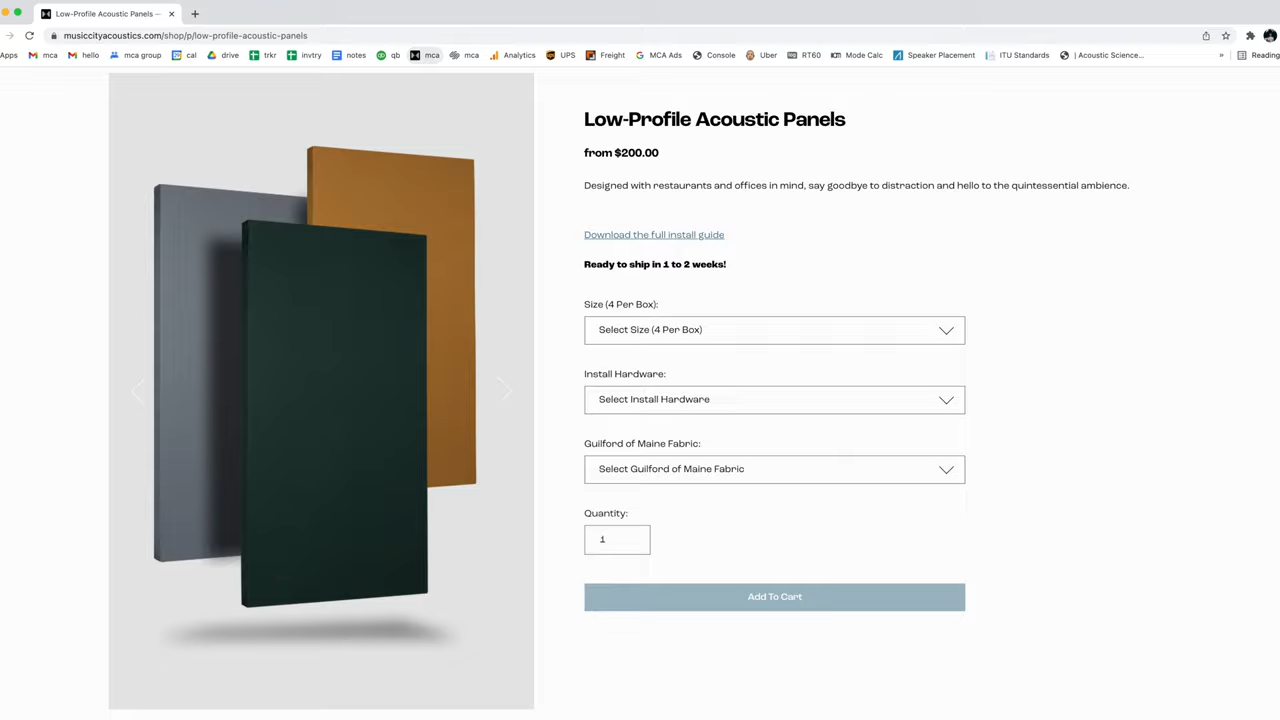 Low-Profile Acoustic Panels —
musiccityacoustics.com/shop/p/low-profile-acoustic-panels
Apps mca hello mca group cal drive trkr invtry notes qb mca mca Analytics UPS Freight MCA Ads Console Uber RT60 Mode Calc Speaker Placement ITU Standards | Acoustic Science... » Reading
Low-Profile Acoustic Panels
from $200.00
Designed with restaurants and offices in mind, say goodbye to distraction and hello to the quintessential ambience.
Download the full install guide
Ready to ship in 1 to 2 weeks!
Size (4 Per Box):
Select Size (4 Per Box)
Install Hardware:
Select Install Hardware
Guilford of Maine Fabric:
Select Guilford of Maine Fabric
Quantity:
1
Add To Cart